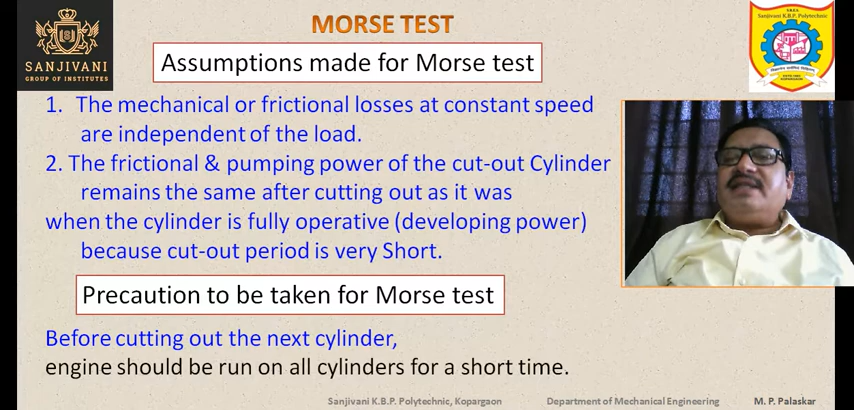 MORSE TEST
SANJIVANI
GROUP OF INSTITUTES
Sanjivani K.B.P. Polytechnic
Assumptions made for Morse test
1. The mechanical or frictional losses at constant speed
are independent of the load.
2. The frictional & pumping power of the cut-out Cylinder
remains the same after cutting out as it was
when the cylinder is fully operative (developing power)
because cut-out period is very Short.
Precaution to be taken for Morse test
Before cutting out the next cylinder,
engine should be run on all cylinders for a short time.
Sanjivani K.B.P. Polytechnic, Kopargaon Department of Mechanical Engineering M. P. Palaskar